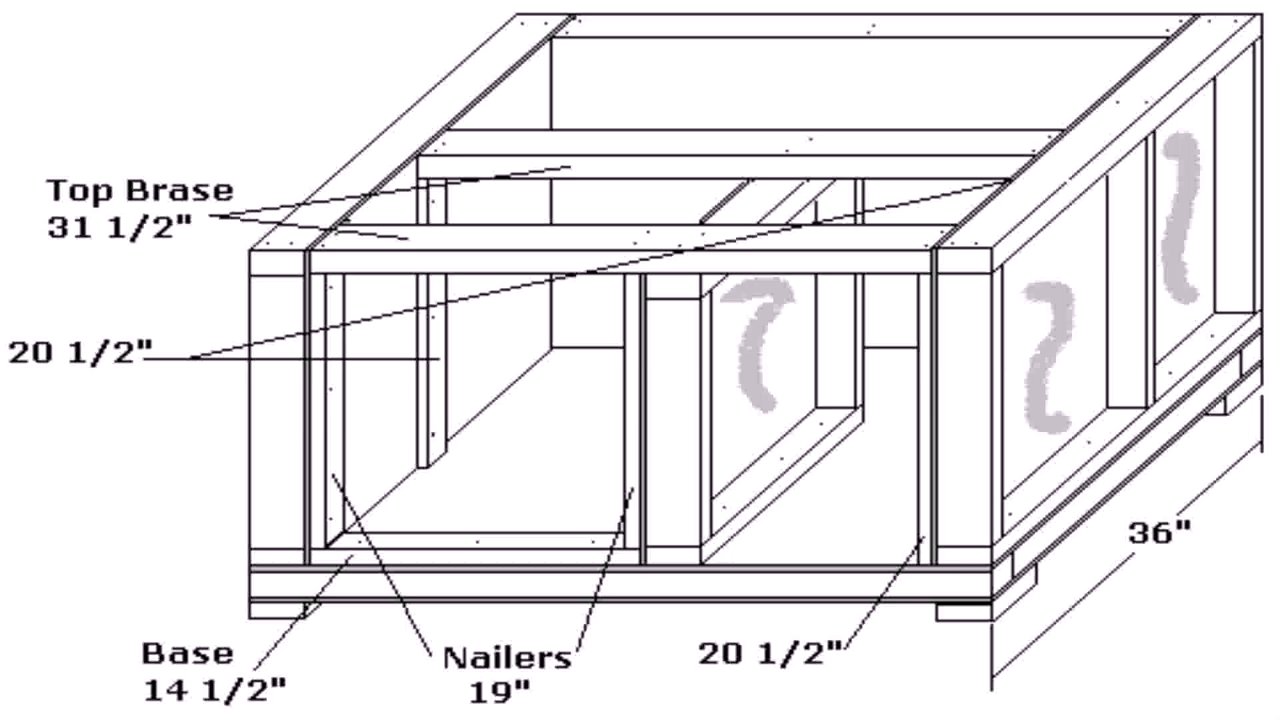 Top Brase
31 1/2"
20 1/2"
36"
Base
14 1/2"
Nailers
19"
20 1/2"